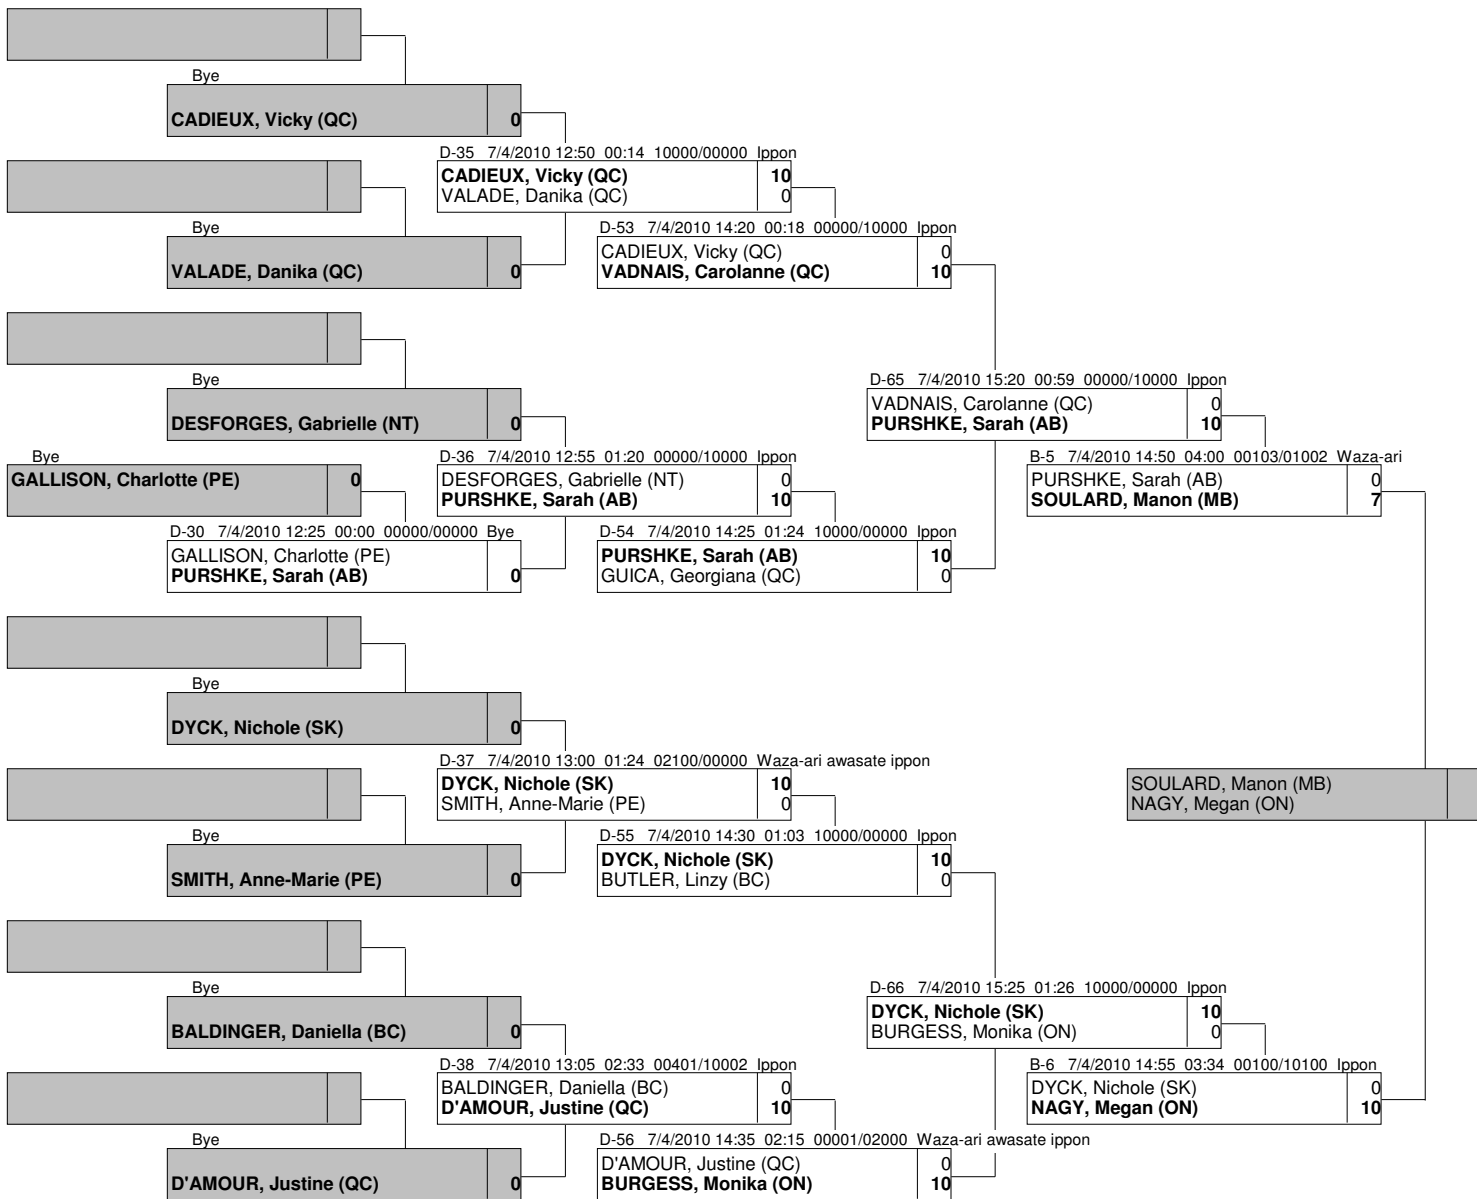 Bye
CADIEUX, Vicky (QC) 0
D-35 7/4/2010 12:50 00:14 10000/00000 Ippon
CADIEUX, Vicky (QC) 10
VALADE, Danika (QC) 0
Bye
D-53 7/4/2010 14:20 00:18 00000/10000 Ippon
CADIEUX, Vicky (QC) 0
VALADE, Danika (QC) 0
VADNAIS, Carolanne (QC) 10
Bye
D-65 7/4/2010 15:20 00:59 00000/10000 Ippon
VADNAIS, Carolanne (QC) 0
DESFORGES, Gabrielle (NT) 0
PURSHKE, Sarah (AB) 10
Bye
D-36 7/4/2010 12:55 01:20 00000/10000 Ippon
B-5 7/4/2010 14:50 04:00 00103/01002 Waza-ari
GALLISON, Charlotte (PE) 0
DESFORGES, Gabrielle (NT) 0
PURSHKE, Sarah (AB) 10
PURSHKE, Sarah (AB) 0
SOULARD, Manon (MB) 7
D-30 7/4/2010 12:25 00:00 00000/00000 Bye
D-54 7/4/2010 14:25 01:24 10000/00000 Ippon
GALLISON, Charlotte (PE)
PURSHKE, Sarah (AB) 0
PURSHKE, Sarah (AB) 10
GUICA, Georgiana (QC) 0
Bye
DYCK, Nichole (SK) 0
D-37 7/4/2010 13:00 01:24 02100/00000 Waza-ari awasate ippon
DYCK, Nichole (SK) 10
SMITH, Anne-Marie (PE) 0
SOULARD, Manon (MB)
NAGY, Megan (ON)
Bye
D-55 7/4/2010 14:30 01:03 10000/00000 Ippon
DYCK, Nichole (SK) 10
BUTLER, Linzy (BC) 0
SMITH, Anne-Marie (PE) 0
Bye
D-66 7/4/2010 15:25 01:26 10000/00000 Ippon
DYCK, Nichole (SK) 10
BURGESS, Monika (ON) 0
BALDINGER, Daniella (BC) 0
D-38 7/4/2010 13:05 02:33 00401/10002 Ippon
B-6 7/4/2010 14:55 03:34 00100/10100 Ippon
BALDINGER, Daniella (BC) 0
D'AMOUR, Justine (QC) 10
DYCK, Nichole (SK) 0
NAGY, Megan (ON) 10
Bye
D-56 7/4/2010 14:35 02:15 00001/02000 Waza-ari awasate ippon
D'AMOUR, Justine (QC) 0
D'AMOUR, Justine (QC) 0
BURGESS, Monika (ON) 10